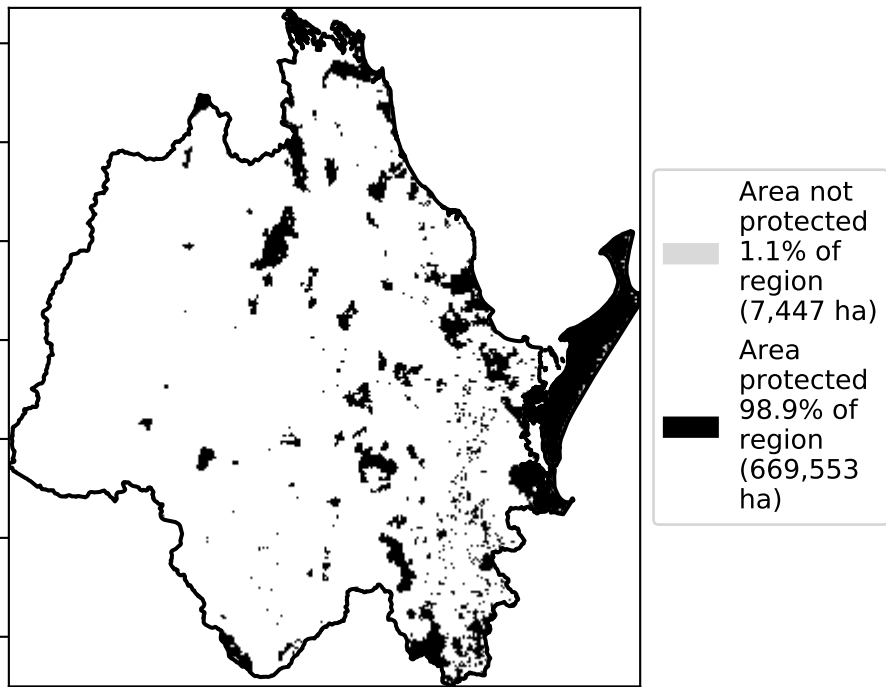 Area not
protected
1.1% of
region
(7,447 ha)
Area
protected
98.9% of
region
(669,553
ha)